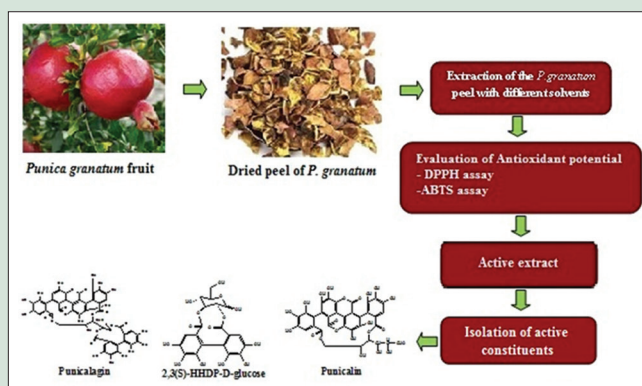 Punica granatum fruit
Dried peel of P. granatum
Extraction of the P.granatum
peel with different solvents
Evaluation of Antioxidant potential
- DPPH assay
-ABTS assay
Active extract
Isolation of active
constituents
Punicalin
2,3(S)-HHDP-D-glucose
Punicalagin